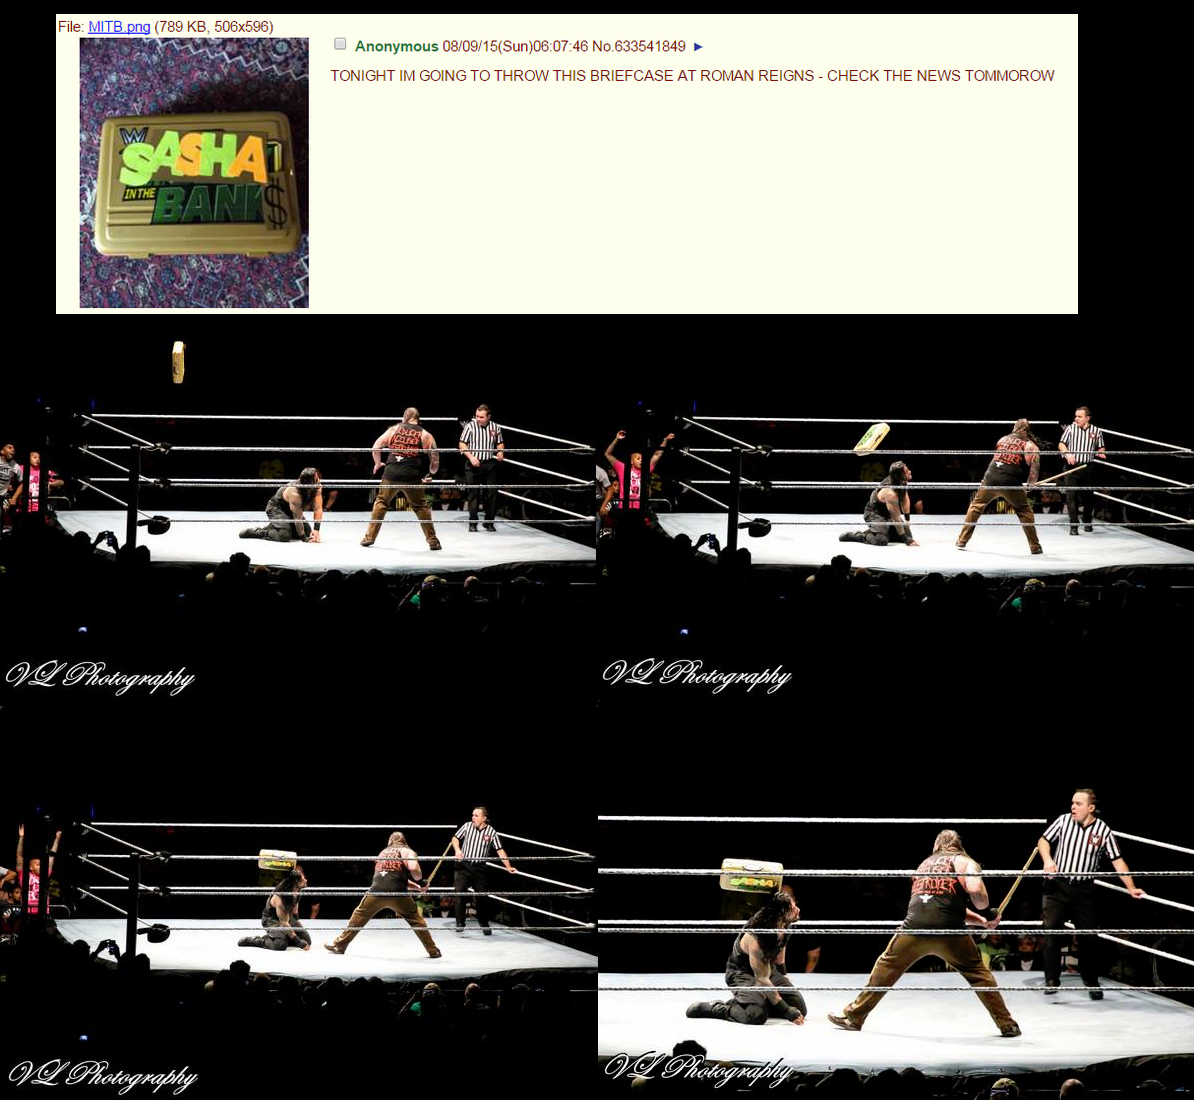 File: MITB.png (789 KB, 506x596)
Anonymous 08/09/15(Sun)06:07:46 No.633541849 ►
TONIGHT IM GOING TO THROW THIS BRIEFCASE AT ROMAN REIGNS - CHECK THE NEWS TOMMOROW
W
SASHA
IN THE
BANK
$
VL Photography
VL Photography
SASHA
VL Photography
VL Photography